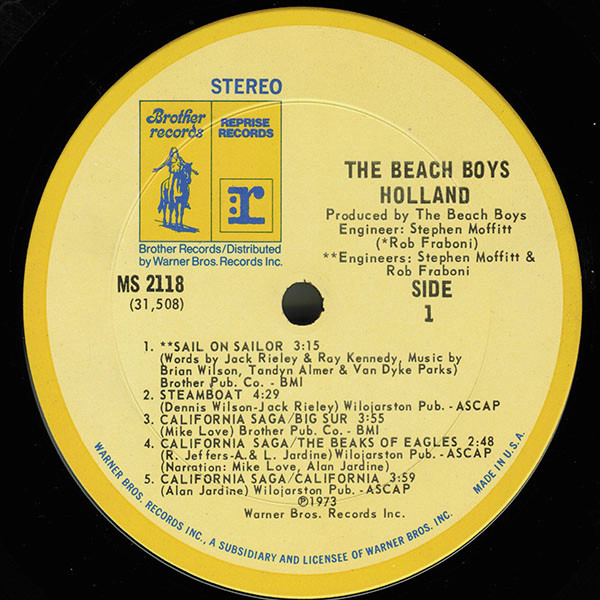 STEREO
Brother
records
REPRISE
RECORDS
:r
Brother Records/Distributed
by Warner Bros. Records Inc.
MS 2118
(31,508)
THE BEACH BOYS
HOLLAND
Produced by The Beach Boys
Engineer: Stephen Moffitt
(*Rob Fraboni)
**Engineers: Stephen Moffitt &
Rob Fraboni
SIDE
1
1. **SAIL ON SAILOR 3:15
(Words by Jack Rieley & Ray Kennedy, Music by
Brian Wilson, Tandyn Almer & Van Dyke Parks)
Brother Pub. Co. - BMI
2. STEAMBOAT 4:29
(Dennis Wilson-Jack Rieley) Wilojarston Pub. -ASCAP
3. CALIFORNIA SAGA/BIG SUR 3:55
(Mike Love) Brother Pub. Co. - BMI
4. CALIFORNIA SAGA/THE BEAKS OF EAGLES 2:48
(R. Jeffers-A.& L. Jardine) Wilojarston Pub. -ASCAP
(Narration: Mike Love, Alan Jardine)
5. CALIFORNIA SAGA/CALIFORNIA 3:59
(Alan Jardine) Wilojarston Pub. -ASCAP
℗1973
Warner Bros. Records Inc.
WARNER BROS. RECORDS INC., A SUBSIDIARY AND LICENSEE OF WARNER BROS. INC.
MADE IN U.S.A.